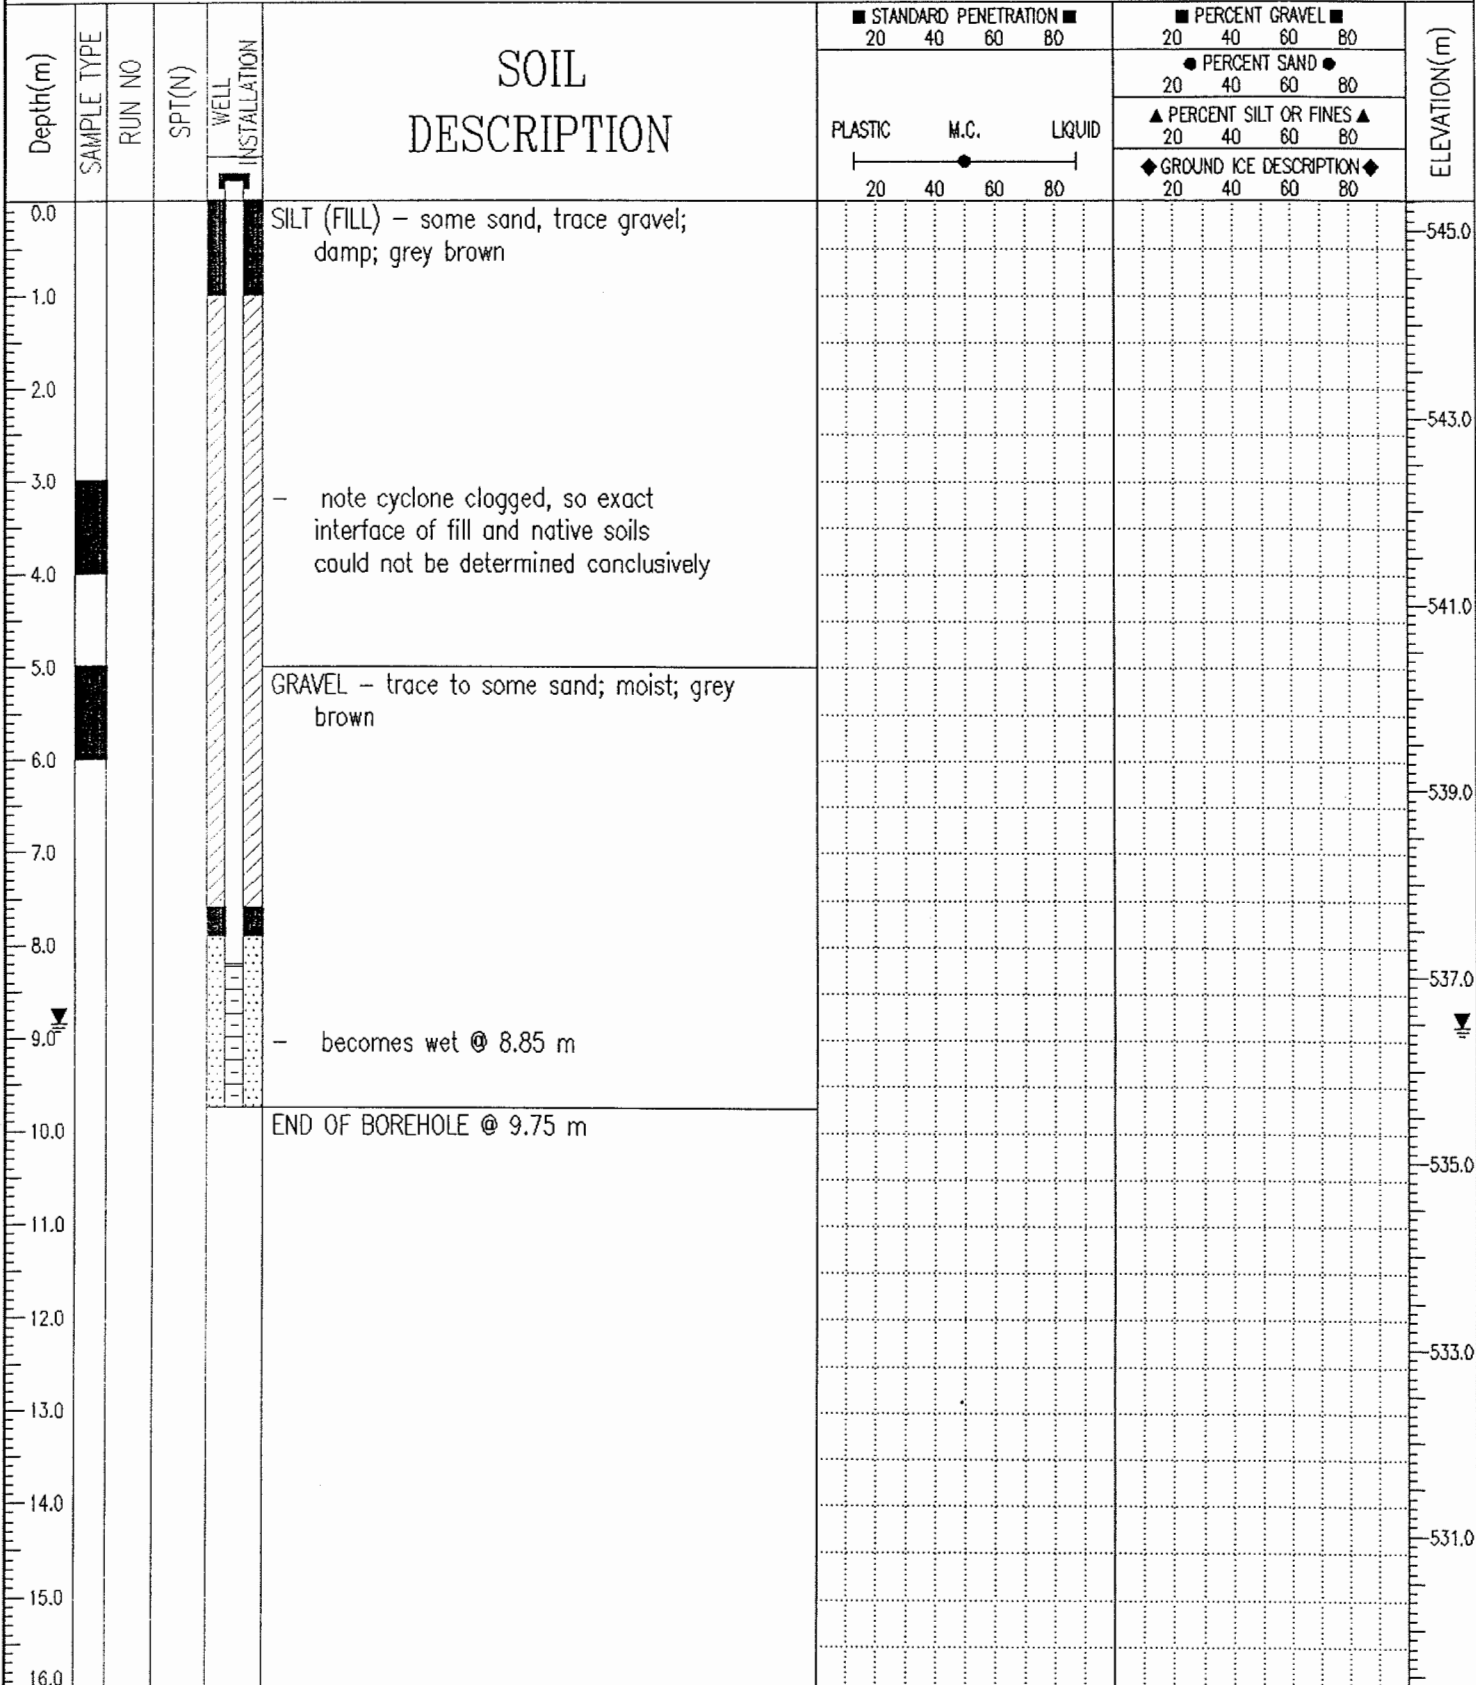 Depth(m)
SAMPLE TYPE
RUN NO
SPT(N)
WELL
INSTALLATION
SOIL
DESCRIPTION
■ STANDARD PENETRATION ■
20 40 60 80
PLASTIC M.C. LIQUID
20 40 60 80
■ PERCENT GRAVEL ■
20 40 60 80
● PERCENT SAND ●
20 40 60 80
▲ PERCENT SILT OR FINES ▲
20 40 60 80
◆ GROUND ICE DESCRIPTION ◆
20 40 60 80
ELEVATION(m)
0.0
1.0
2.0
3.0
4.0
5.0
6.0
7.0
8.0
9.0
10.0
11.0
12.0
13.0
14.0
15.0
16.0
SILT (FILL) – some sand, trace gravel;
damp; grey brown
– note cyclone clogged, so exact
interface of fill and native soils
could not be determined conclusively
GRAVEL – trace to some sand; moist; grey
brown
– becomes wet @ 8.85 m
END OF BOREHOLE @ 9.75 m
545.0
543.0
541.0
539.0
537.0
535.0
533.0
531.0